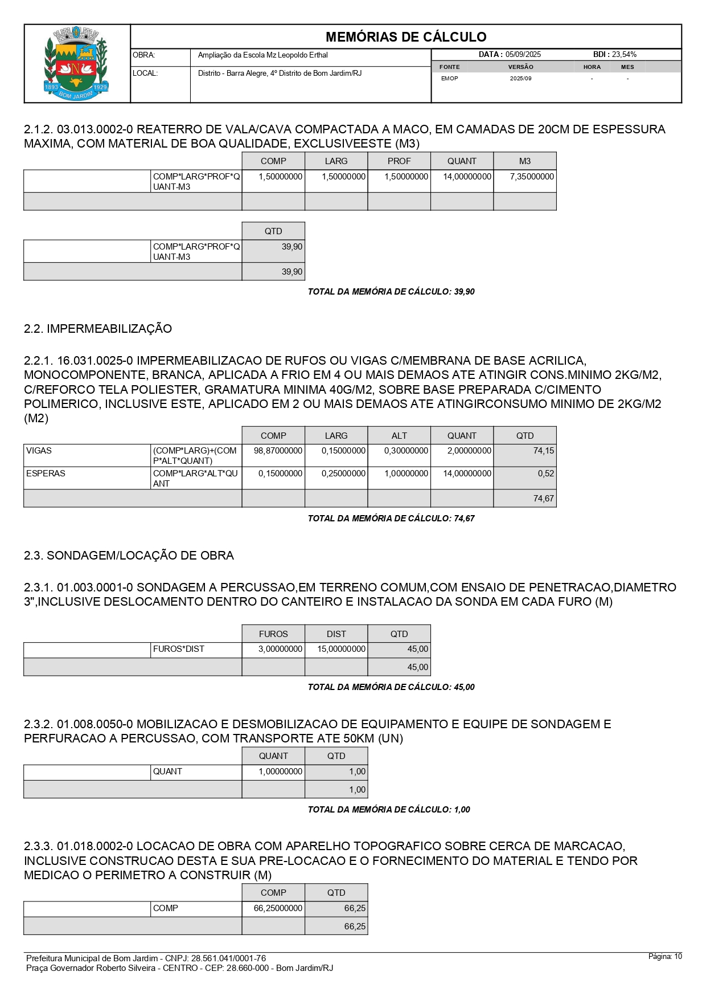 MEMÓRIAS DE CÁLCULO
OBRA: Ampliação da Escola Mz Leopoldo Erthal
LOCAL: Distrito - Barra Alegre, 4º Distrito de Bom Jardim/RJ
DATA : 05/09/2025 BDI : 23,54%
FONTE VERSÃO HORA MES
EMOP 2025/09 - -
N
1893 1929
BOM JARDIM
2.1.2. 03.013.0002-0 REATERRO DE VALA/CAVA COMPACTADA A MACO, EM CAMADAS DE 20CM DE ESPESSURA
MAXIMA, COM MATERIAL DE BOA QUALIDADE, EXCLUSIVEESTE (M3)
COMP LARG PROF QUANT M3
COMP*LARG*PROF*Q 1,50000000 1,50000000 1,50000000 14,00000000 7,35000000
UANT-M3
QTD
COMP*LARG*PROF*Q 39,90
UANT-M3
39,90
TOTAL DA MEMÓRIA DE CÁLCULO: 39,90
2.2. IMPERMEABILIZAÇÃO
2.2.1. 16.031.0025-0 IMPERMEABILIZACAO DE RUFOS OU VIGAS C/MEMBRANA DE BASE ACRILICA,
MONOCOMPONENTE, BRANCA, APLICADA A FRIO EM 4 OU MAIS DEMAOS ATE ATINGIR CONS.MINIMO 2KG/M2,
C/REFORCO TELA POLIESTER, GRAMATURA MINIMA 40G/M2, SOBRE BASE PREPARADA C/CIMENTO
POLIMERICO, INCLUSIVE ESTE, APLICADO EM 2 OU MAIS DEMAOS ATE ATINGIRCONSUMO MINIMO DE 2KG/M2
(M2)
COMP LARG ALT QUANT QTD
VIGAS (COMP*LARG)+(COM 98,87000000 0,15000000 0,30000000 2,00000000 74,15
P*ALT*QUANT)
ESPERAS COMP*LARG*ALT*QU 0,15000000 0,25000000 1,00000000 14,00000000 0,52
ANT
74,67
TOTAL DA MEMÓRIA DE CÁLCULO: 74,67
2.3. SONDAGEM/LOCAÇÃO DE OBRA
2.3.1. 01.003.0001-0 SONDAGEM A PERCUSSAO,EM TERRENO COMUM,COM ENSAIO DE PENETRACAO,DIAMETRO
3",INCLUSIVE DESLOCAMENTO DENTRO DO CANTEIRO E INSTALACAO DA SONDA EM CADA FURO (M)
FUROS DIST QTD
FUROS*DIST 3,00000000 15,00000000 45,00
45,00
TOTAL DA MEMÓRIA DE CÁLCULO: 45,00
2.3.2. 01.008.0050-0 MOBILIZACAO E DESMOBILIZACAO DE EQUIPAMENTO E EQUIPE DE SONDAGEM E
PERFURACAO A PERCUSSAO, COM TRANSPORTE ATE 50KM (UN)
QUANT QTD
QUANT 1,00000000 1,00
1,00
TOTAL DA MEMÓRIA DE CÁLCULO: 1,00
2.3.3. 01.018.0002-0 LOCACAO DE OBRA COM APARELHO TOPOGRAFICO SOBRE CERCA DE MARCACAO,
INCLUSIVE CONSTRUCAO DESTA E SUA PRE-LOCACAO E O FORNECIMENTO DO MATERIAL E TENDO POR
MEDICAO O PERIMETRO A CONSTRUIR (M)
COMP QTD
COMP 66,25000000 66,25
66,25
Prefeitura Municipal de Bom Jardim - CNPJ: 28.561.041/0001-76 Página: 10
Praça Governador Roberto Silveira - CENTRO - CEP: 28.660-000 - Bom Jardim/RJ